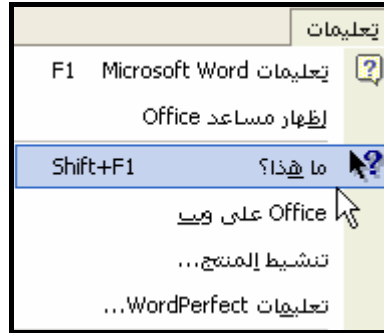 تعليمات
تعليمات Microsoft Word F1
إظهار مساعد Office
ما هذا؟ Shift+F1
Office على ويب
تنشيط المنتج...
تعليمات WordPerfect...